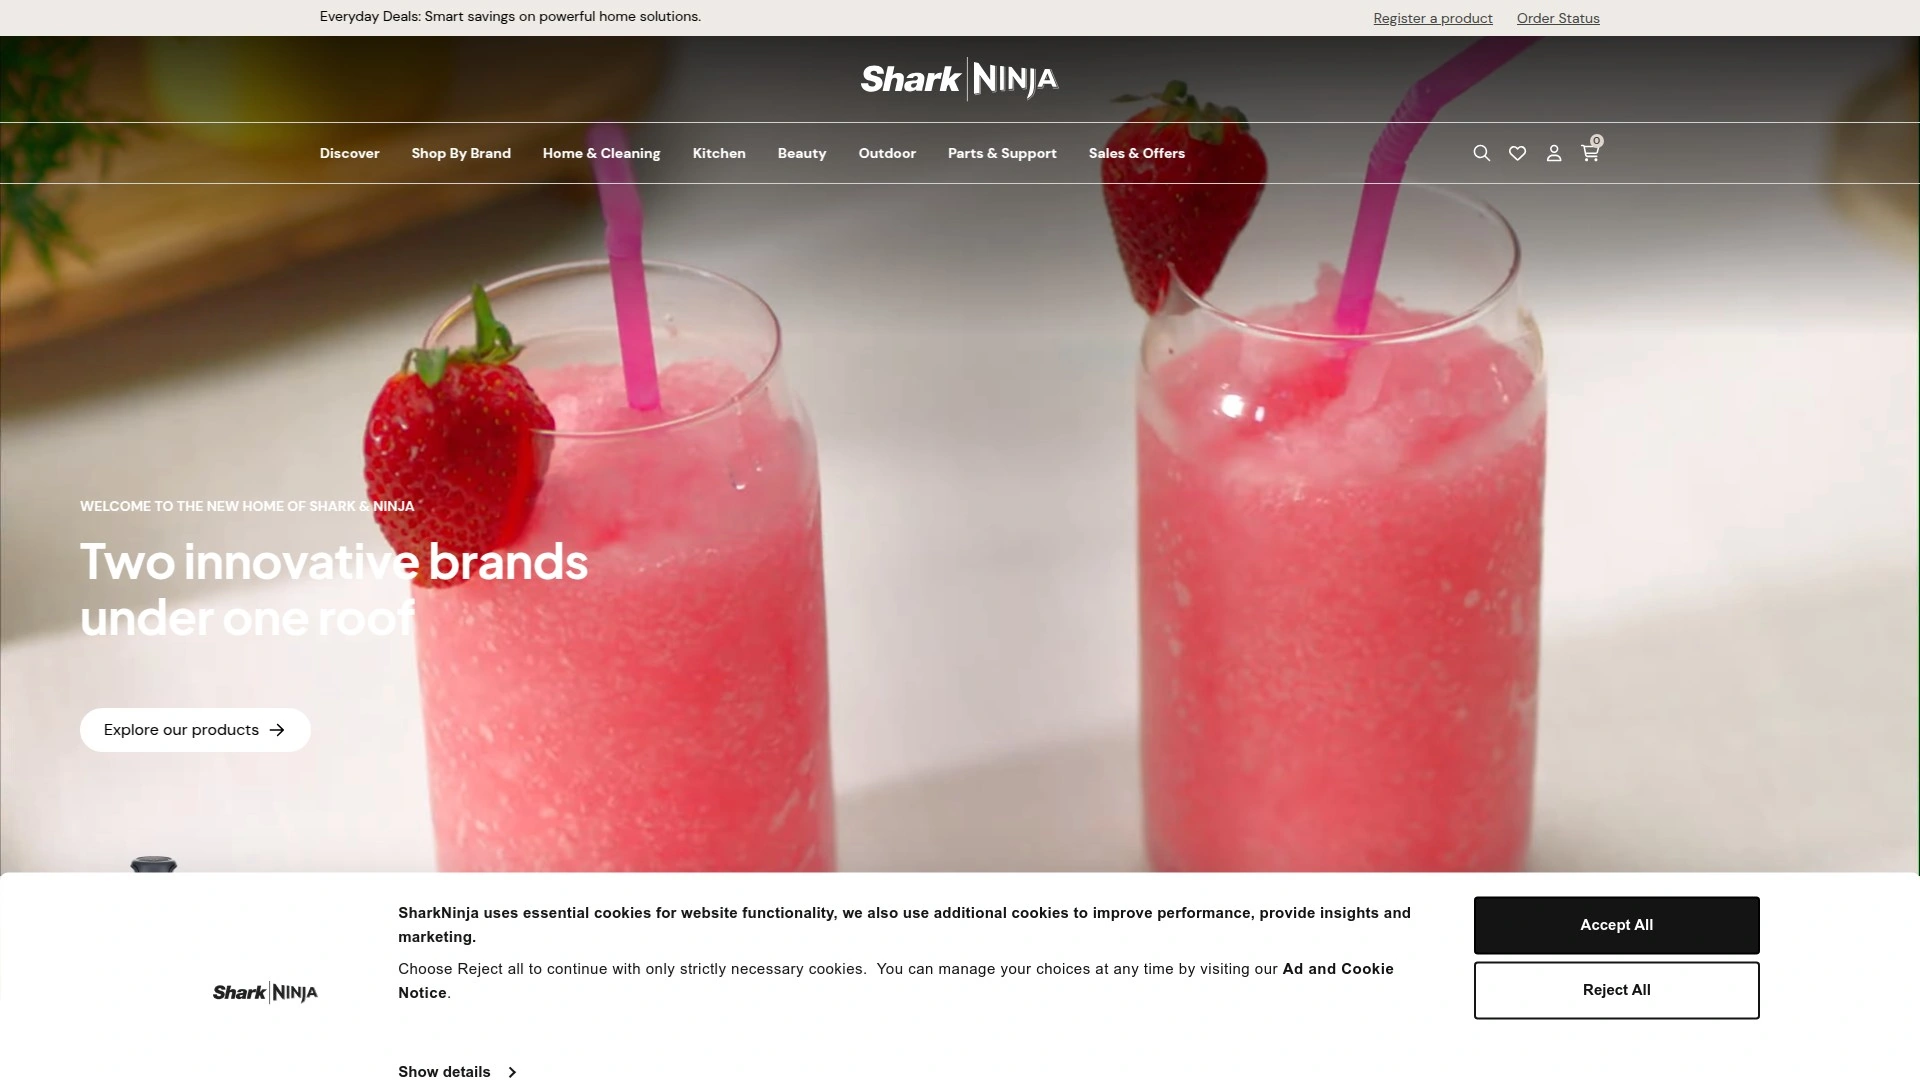 Everyday Deals: Smart savings on powerful home solutions.
Register a product
Order Status
Shark NINJA
Discover
Shop By Brand
Home & Cleaning
Kitchen
Beauty
Outdoor
Parts & Support
Sales & Offers
0
WELCOME TO THE NEW HOME OF SHARK & NINJA
Two innovative brands
under one roof
Explore our products
SharkNinja uses essential cookies for website functionality, we also use additional cookies to improve performance, provide insights and
marketing.
Choose Reject all to continue with only strictly necessary cookies.  You can manage your choices at any time by visiting our Ad and Cookie
Notice.
Shark NINJA
Accept All
Reject All
Show details